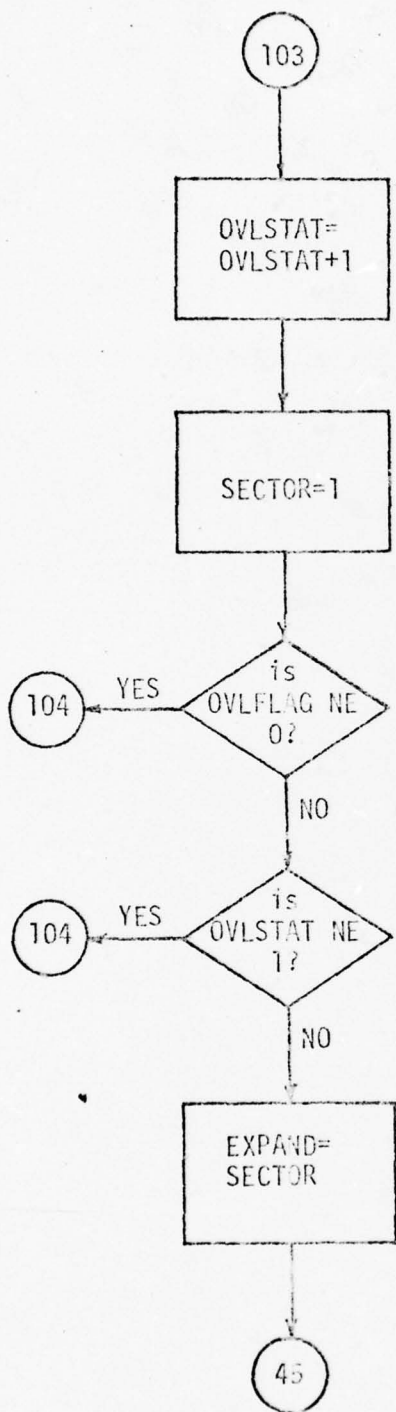 103
OVLSTAT=
OVLSTAT+1
SECTOR=1
is
OVLFLAG NE
0?
YES
104
NO
is
OVLSTAT NE
1?
YES
104
NO
EXPAND=
SECTOR
45